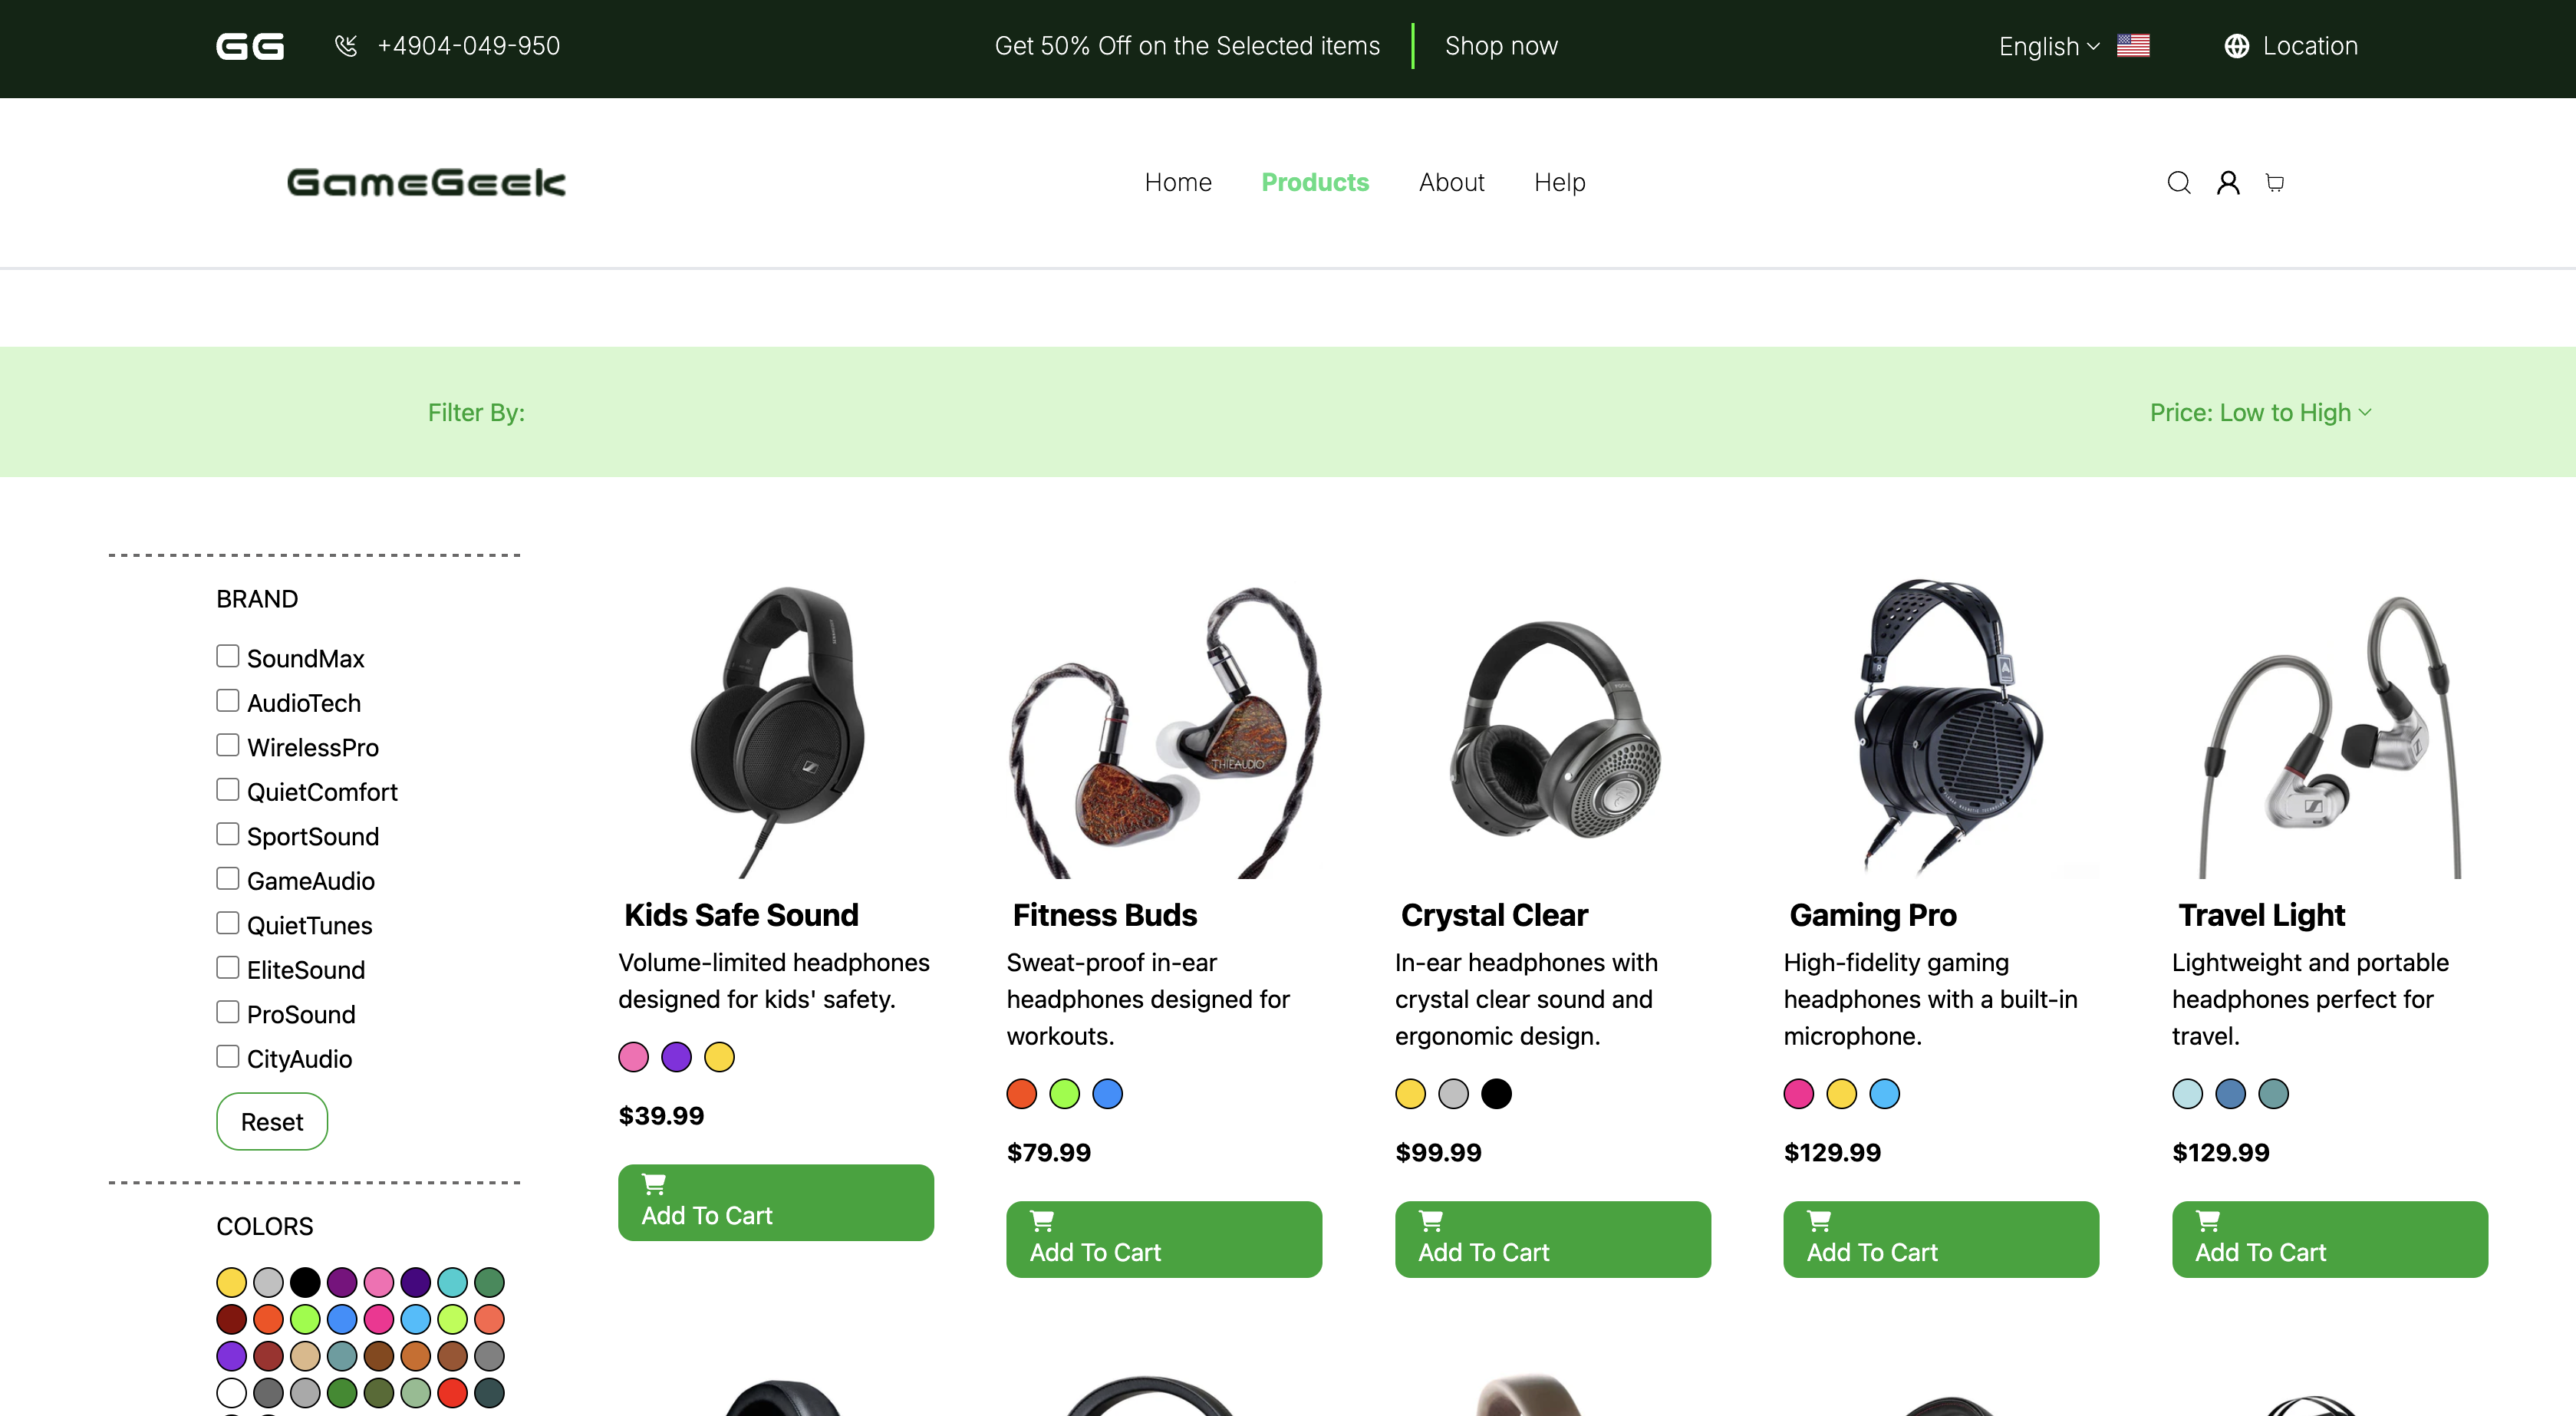 GG
+4904-049-950
Get 50% Off on the Selected items
Shop now
English
Location
GameGeek
Home
Products
About
Help
Filter By:
Price: Low to High
BRAND
SoundMax
AudioTech
WirelessPro
QuietComfort
SportSound
GameAudio
QuietTunes
EliteSound
ProSound
CityAudio
Reset
COLORS
Kids Safe Sound
Volume-limited headphones
designed for kids' safety.
$39.99
Add To Cart
THIEAUDIO
Fitness Buds
Sweat-proof in-ear
headphones designed for
workouts.
$79.99
Add To Cart
Crystal Clear
In-ear headphones with
crystal clear sound and
ergonomic design.
$99.99
Add To Cart
R
A
Gaming Pro
High-fidelity gaming
headphones with a built-in
microphone.
$129.99
Add To Cart
Travel Light
Lightweight and portable
headphones perfect for
travel.
$129.99
Add To Cart